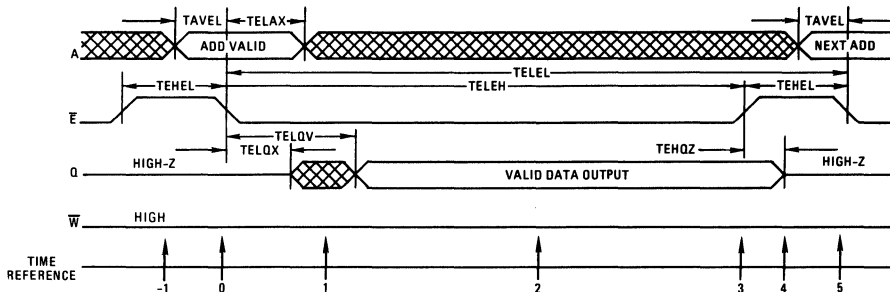 TAVEL TELAX TAVEL
A ADD VALID NEXT ADD
TELEL
TEHEL TELEH TEHEL
E
TELQV
TELQX TEHQZ
Q HIGH-Z VALID DATA OUTPUT HIGH-Z
W HIGH
TIME
REFERENCE
-1 0 1 2 3 4 5